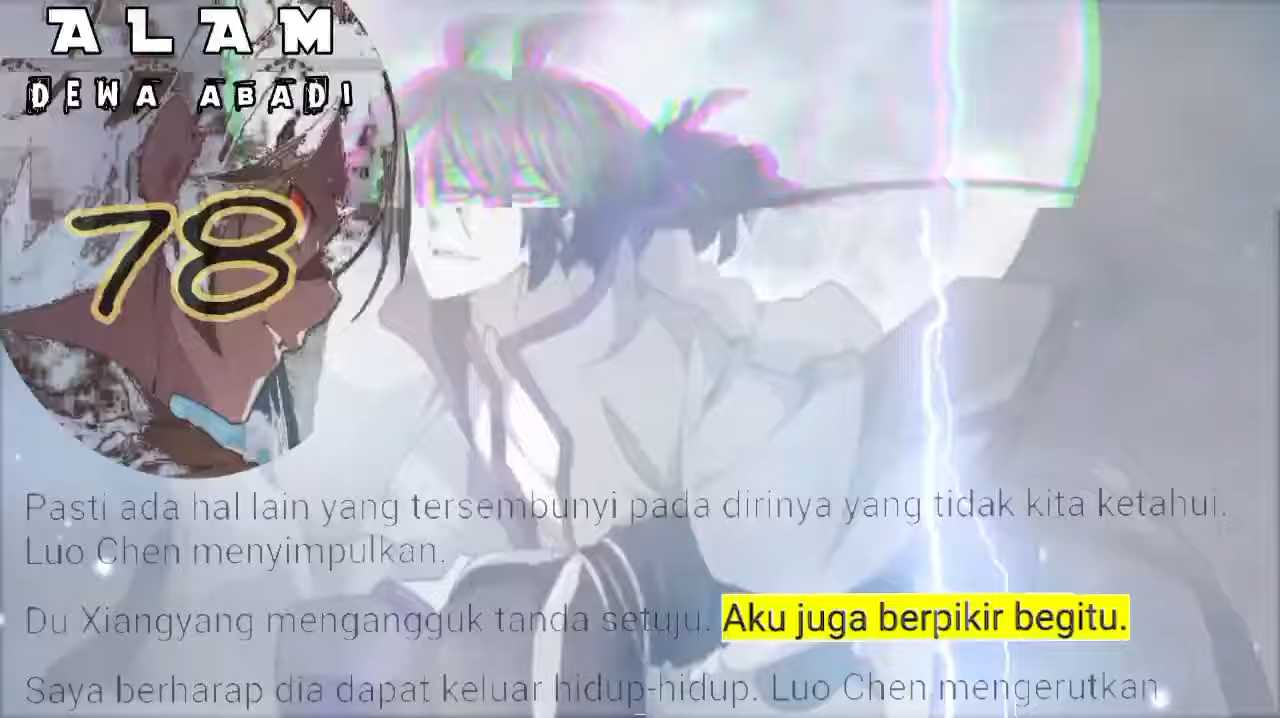 ALAM
DEWA ABADI
78
Pasti ada hal lain yang tersembunyi pada dirinya yang tidak kita ketahui.
Luo Chen menyimpulkan.
Du Xiangyang mengangguk tanda setuju. Aku juga berpikir begitu.
Saya berharap dia dapat keluar hidup-hidup. Luo Chen mengerutkan